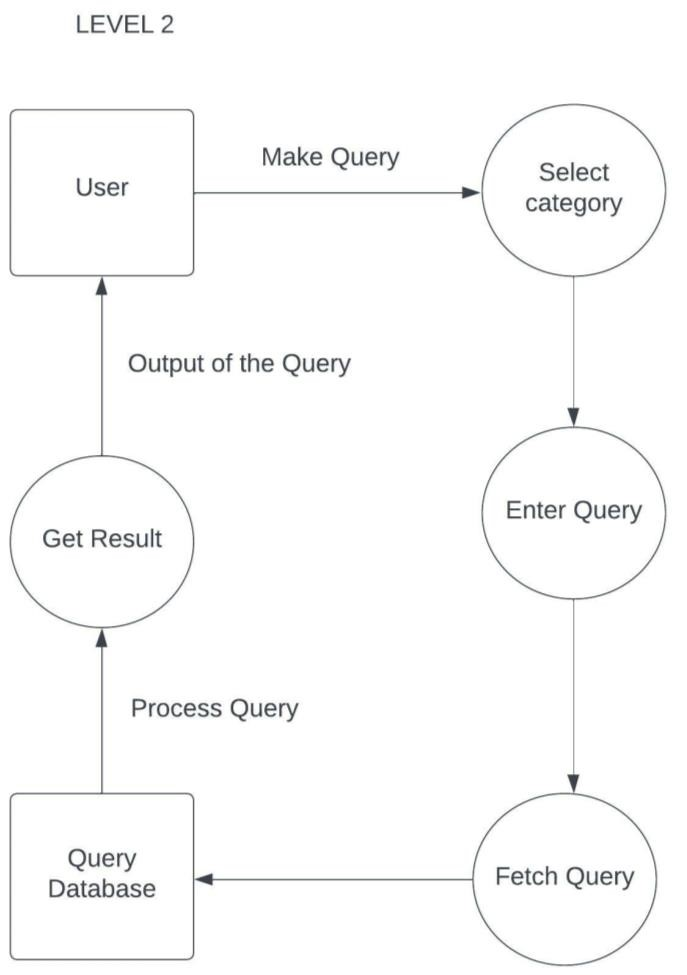 LEVEL 2
User
Make Query
Select
category
Output of the Query
Enter Query
Get Result
Process Query
Query
Database
Fetch Query